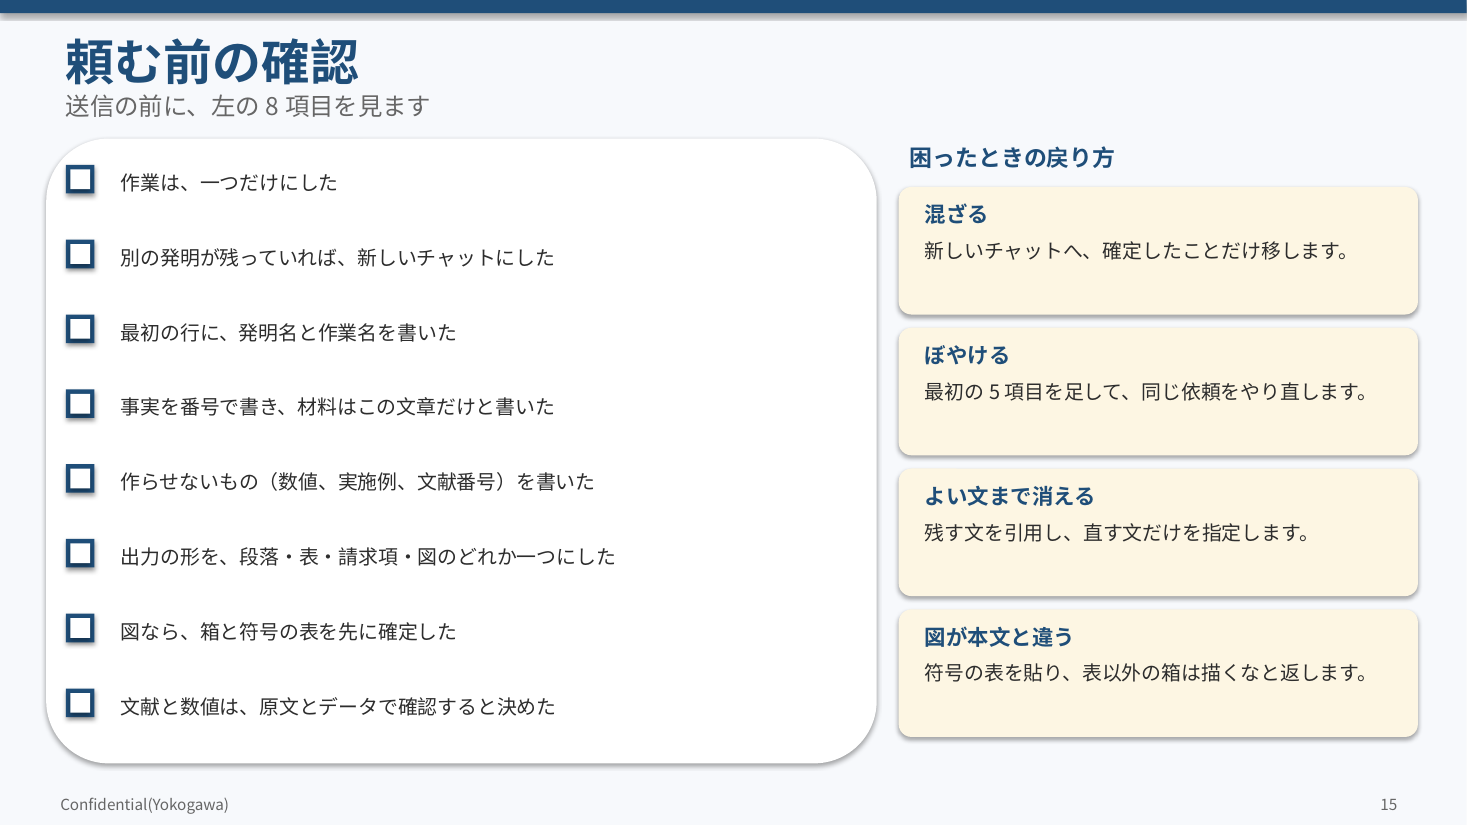 頼む前の確認
送信の前に、左の 8 項目を見ます
作業は、一つだけにした
別の発明が残っていれば、新しいチャットにした
最初の行に、発明名と作業名を書いた
事実を番号で書き、材料はこの文章だけと書いた
作らせないもの（数値、実施例、文献番号）を書いた
出力の形を、段落・表・請求項・図のどれか一つにした
図なら、箱と符号の表を先に確定した
文献と数値は、原文とデータで確認すると決めた
困ったときの戻り方
混ざる
新しいチャットへ、確定したことだけ移します。
ぼやける
最初の 5 項目を足して、同じ依頼をやり直します。
よい文まで消える
残す文を引用し、直す文だけを指定します。
図が本文と違う
符号の表を貼り、表以外の箱は描くなと返します。
Confidential(Yokogawa)
15